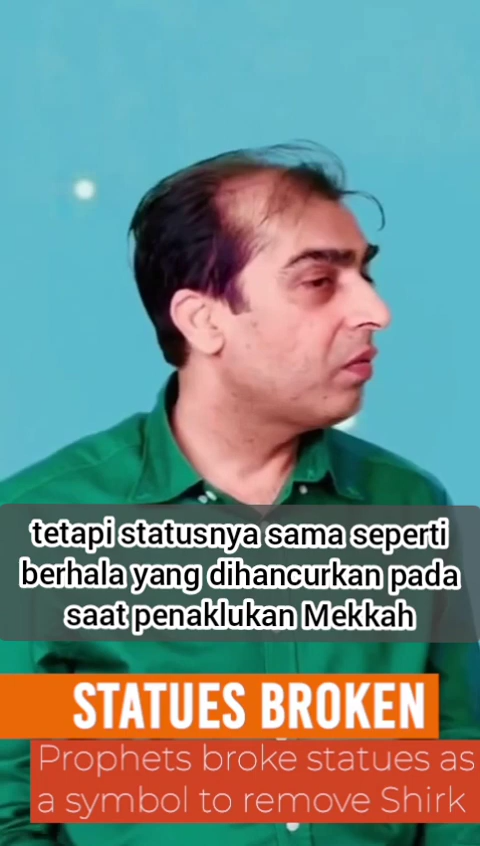 tetapi statusnya sama seperti
berhala yang dihancurkan pada
saat penaklukan Mekkah
STATUES BROKEN
Prophets broke statues as
a symbol to remove Shirk